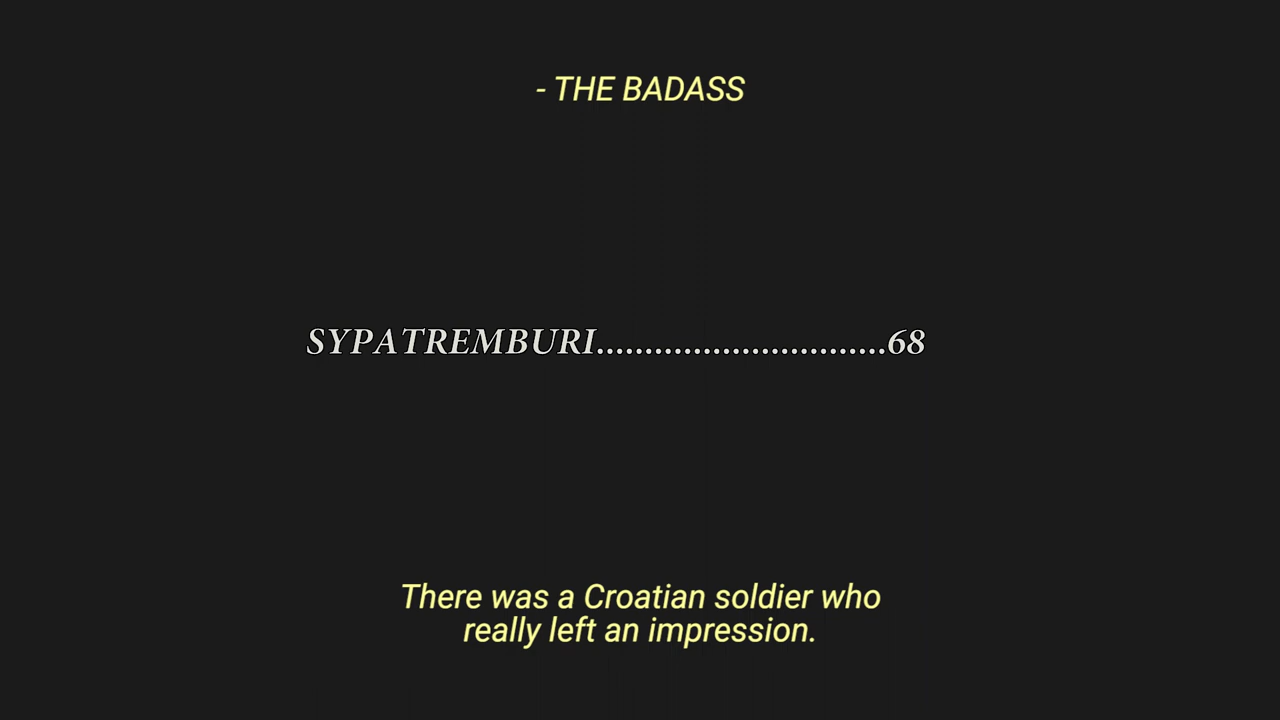 - THE BADASS
SYPATREMBURI..............................68
There was a Croatian soldier who
really left an impression.